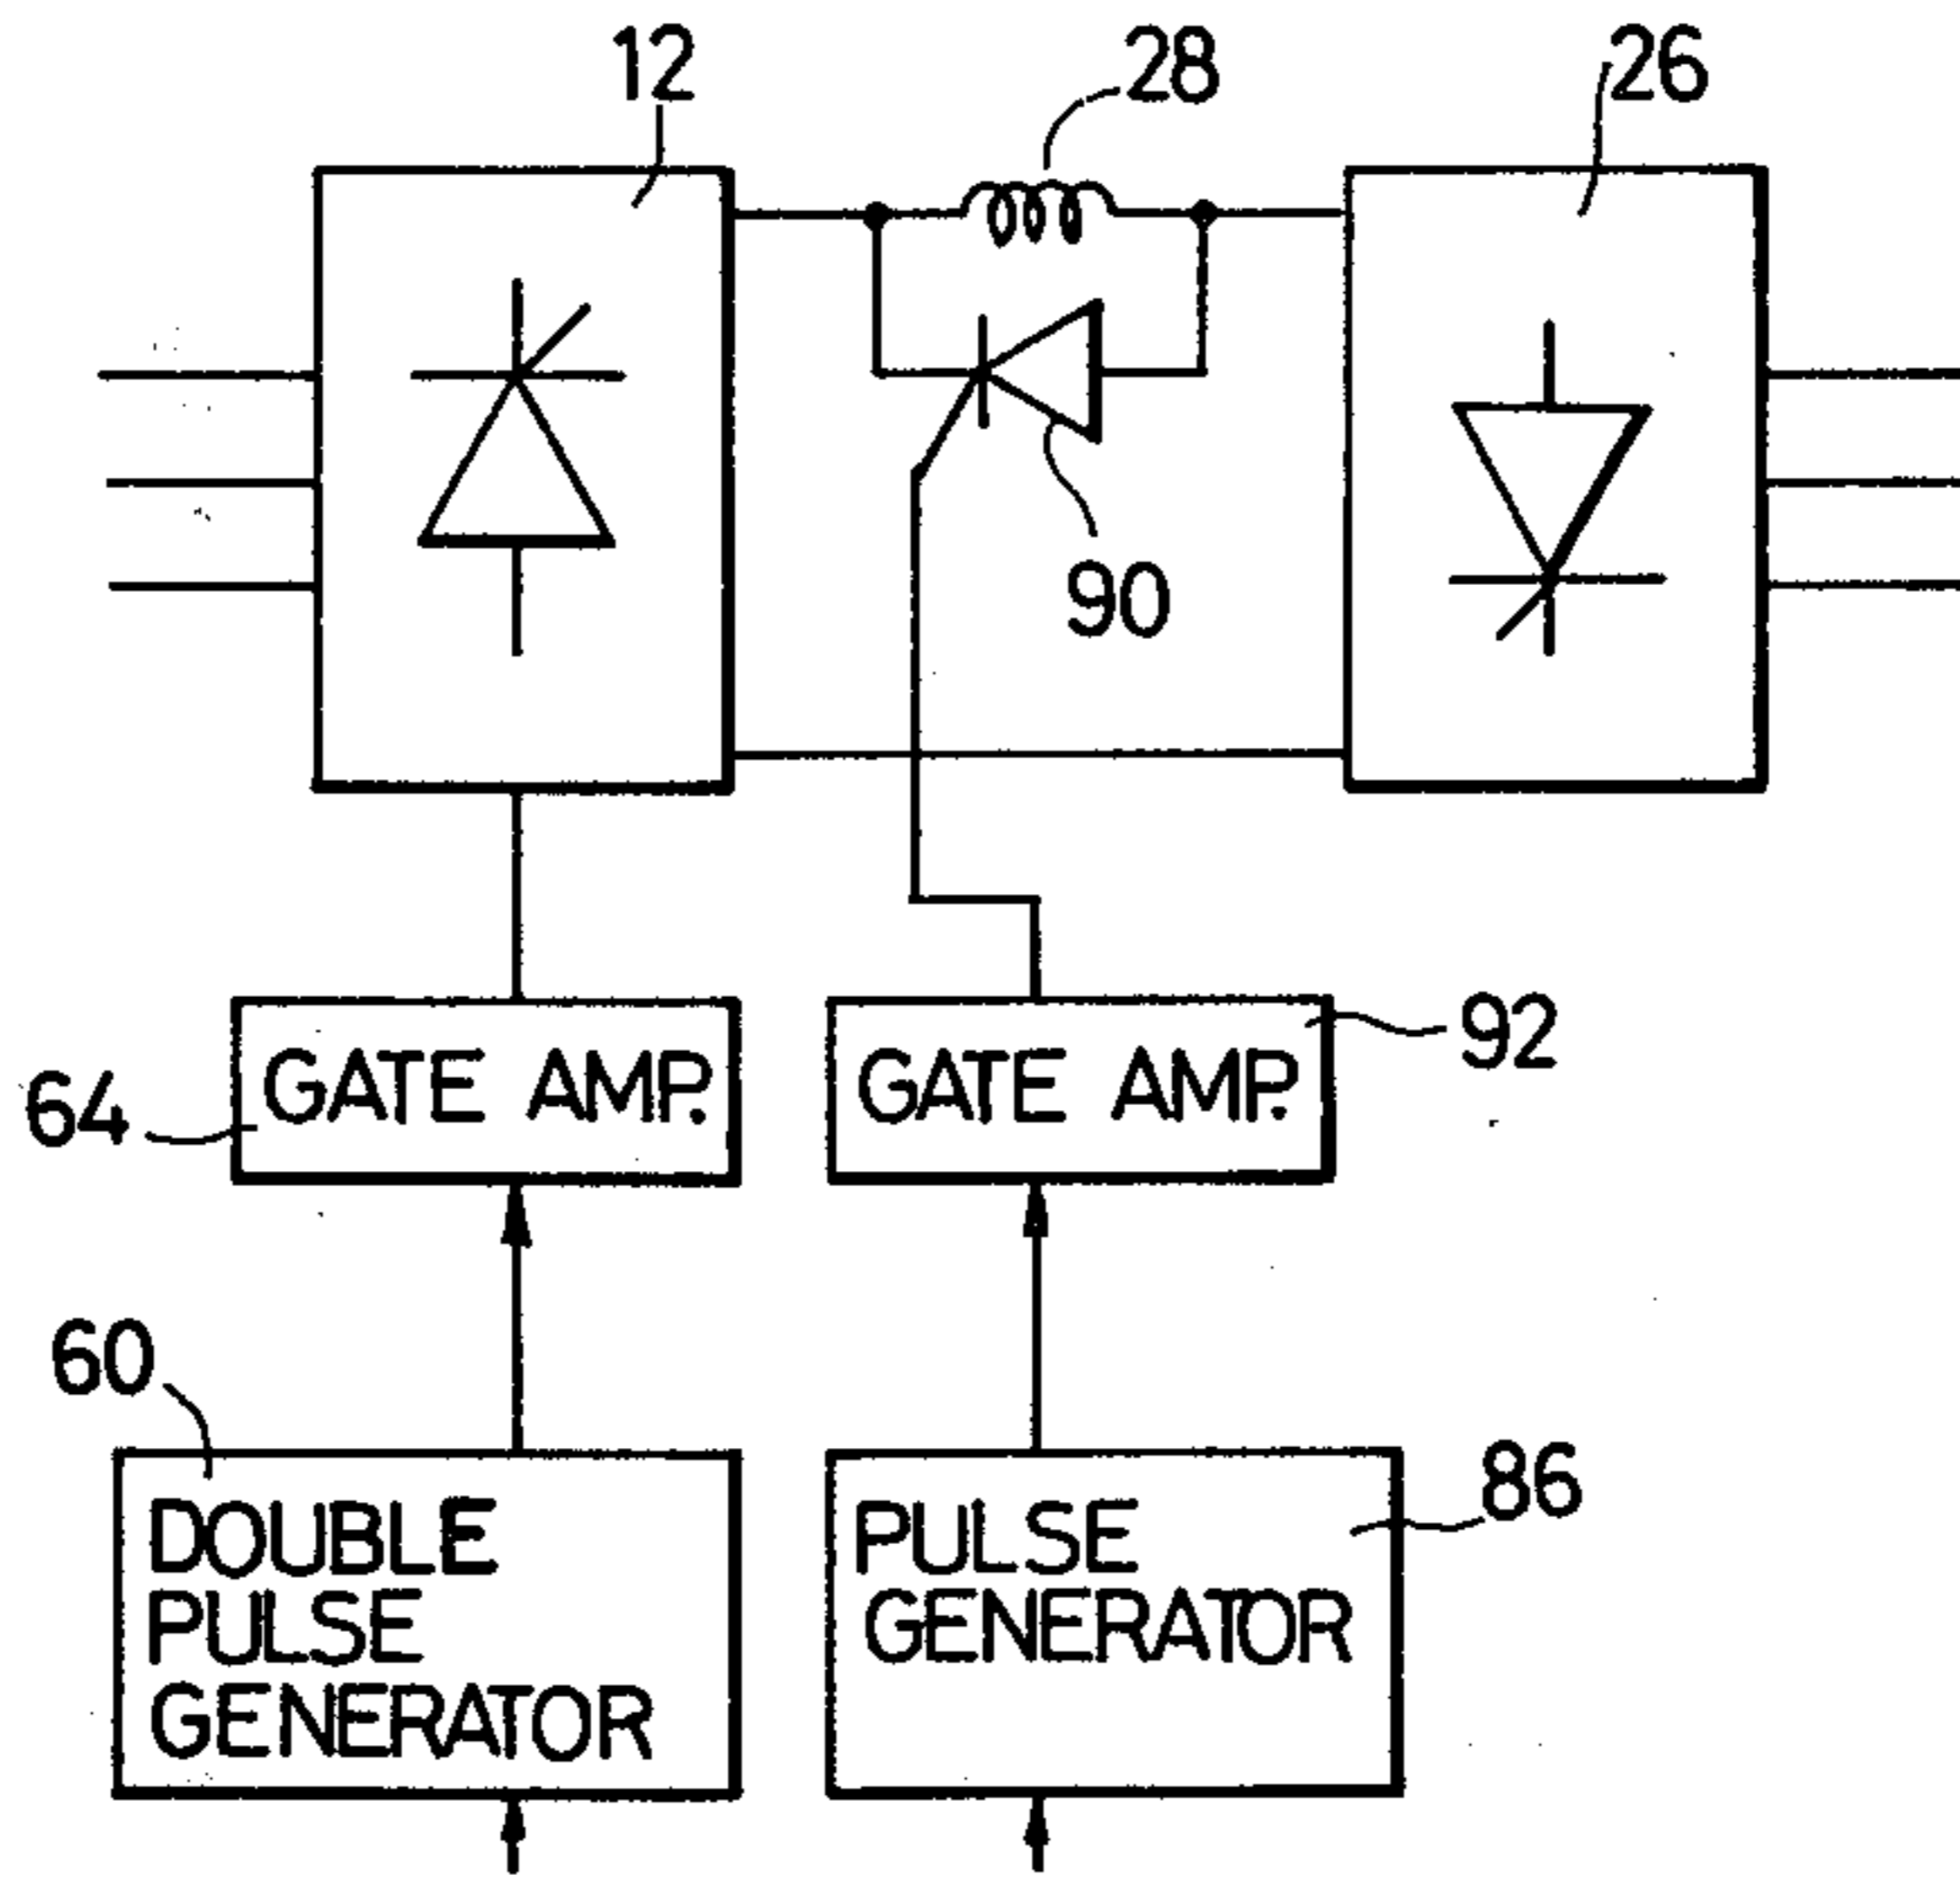 12
28
26
90
GATE AMP.
64
GATE AMP.
92
60
DOUBLE
PULSE
GENERATOR
PULSE
GENERATOR
86